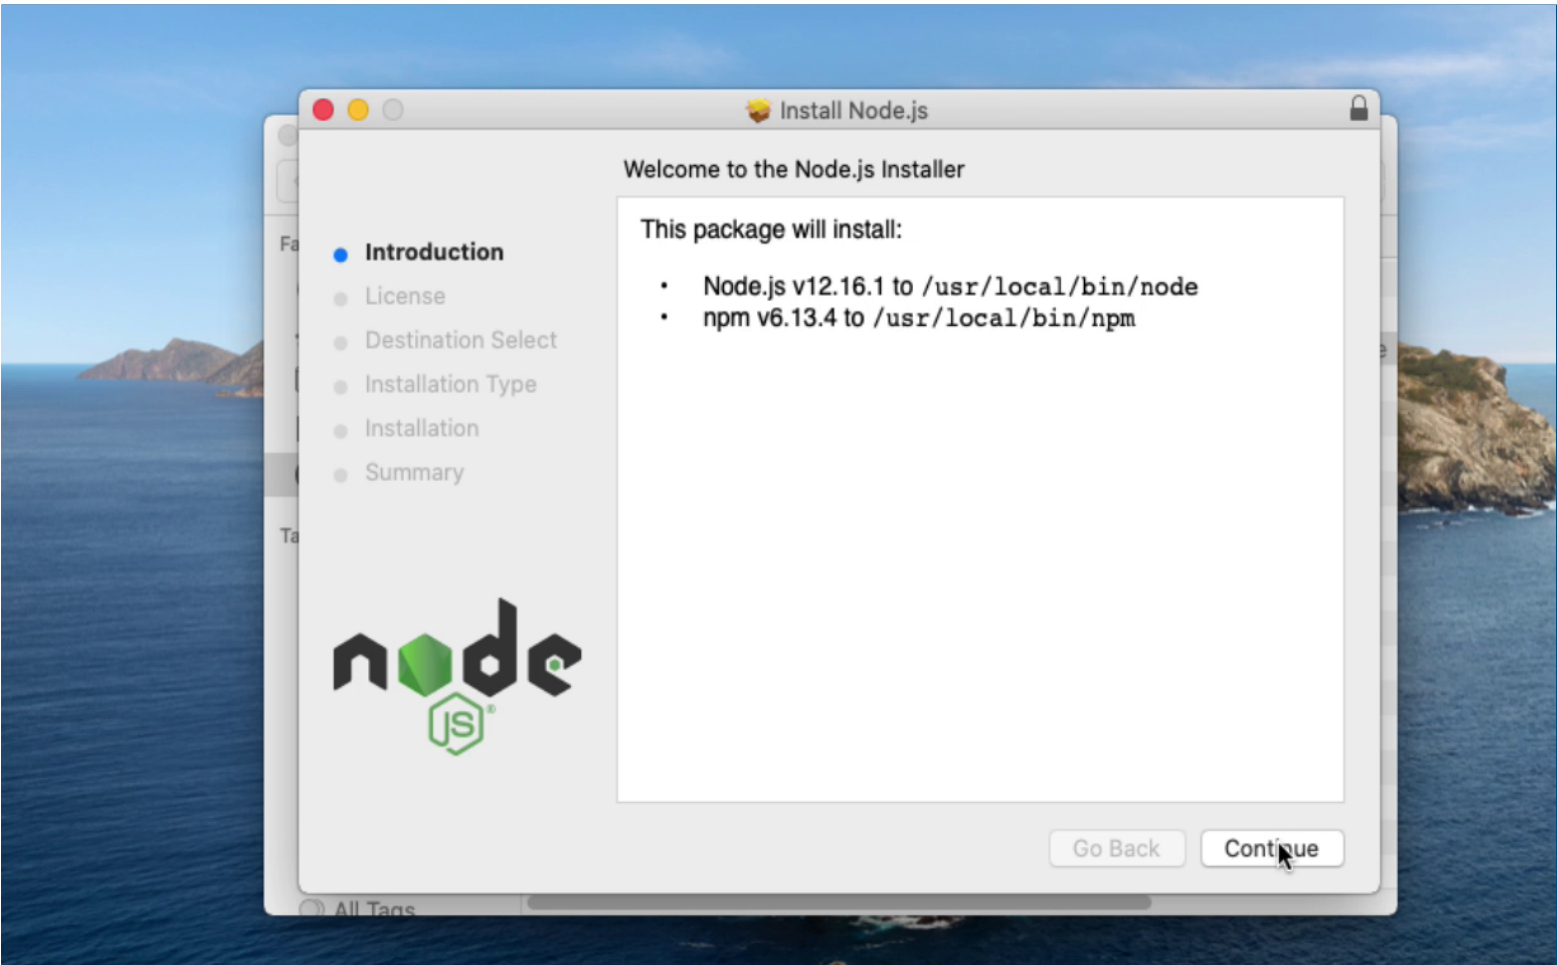 Install Node.js
Welcome to the Node.js Installer
Introduction
License
Destination Select
Installation Type
Installation
Summary
This package will install:
• Node.js v12.16.1 to /usr/local/bin/node
• npm v6.13.4 to /usr/local/bin/npm
Fa
Ta
e
node
JS®
Go Back
Continue
All Tags